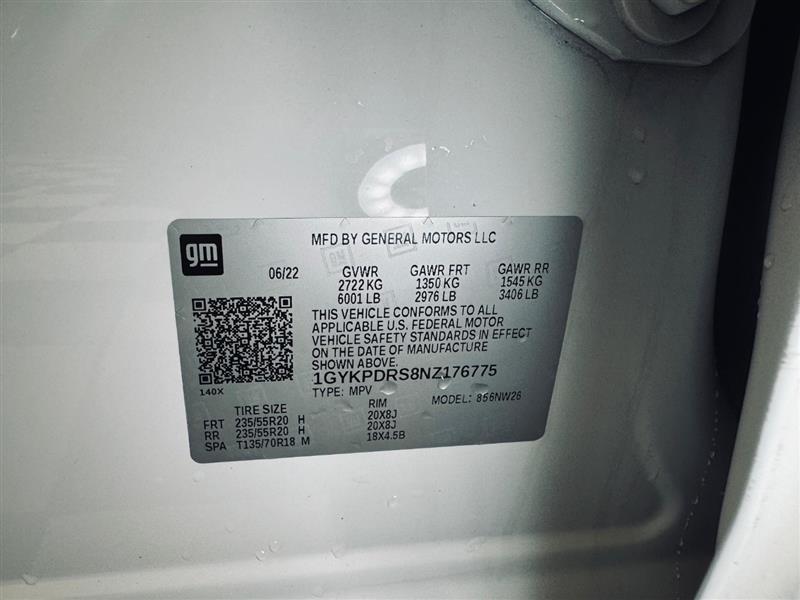 gm
MFD BY GENERAL MOTORS LLC
06/22 GVWR GAWR FRT GAWR RR
2722 KG 1350 KG 1545 KG
6001 LB 2976 LB 3406 LB
THIS VEHICLE CONFORMS TO ALL
APPLICABLE U.S. FEDERAL MOTOR
VEHICLE SAFETY STANDARDS IN EFFECT
ON THE DATE OF MANUFACTURE
SHOWN ABOVE.
1GYKPDRS8NZ176775
140X
TYPE: MPV MODEL: 856NW26
TIRE SIZE RIM
FRT 235/55R20 H 20X8J
RR 235/55R20 H 20X8J
SPA T135/70R18 M 18X4.5B